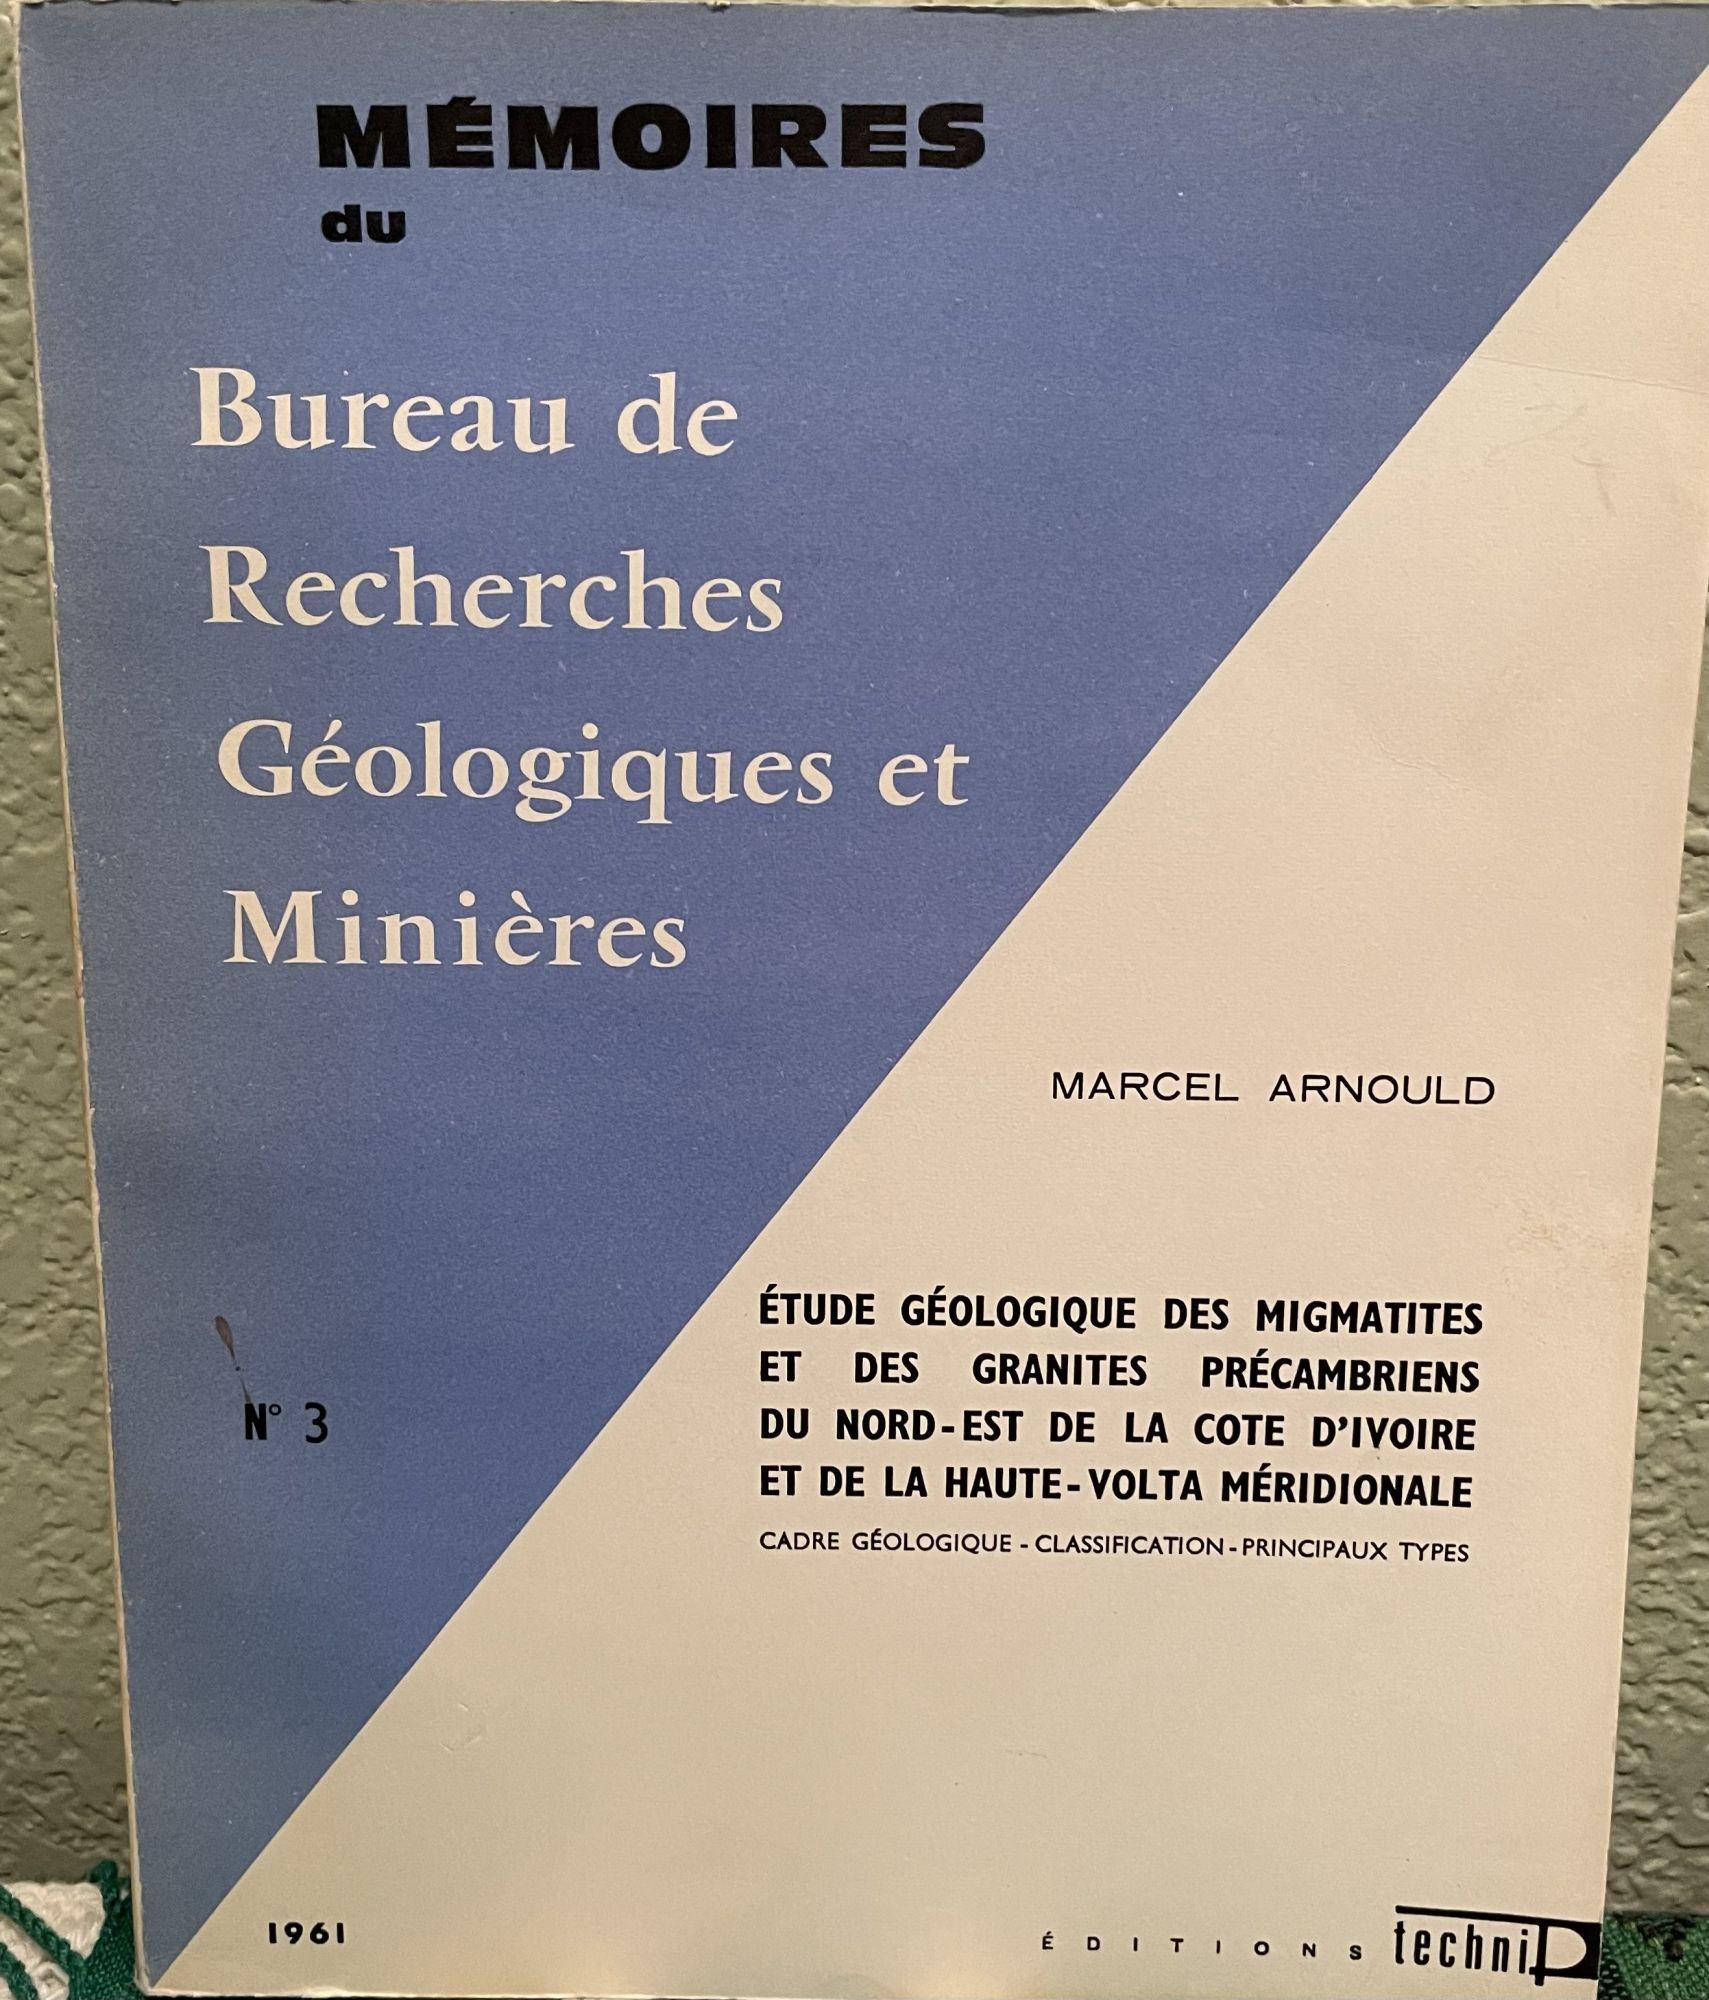 MÉMOIRES
du
Bureau de
Recherches
Géologiques et
Minières
MARCEL ARNOULD
ÉTUDE GÉOLOGIQUE DES MIGMATITES
ET DES GRANITES PRÉCAMBRIENS
DU NORD-EST DE LA COTE D'IVOIRE
ET DE LA HAUTE-VOLTA MÉRIDIONALE
CADRE GÉOLOGIQUE - CLASSIFICATION - PRINCIPAUX TYPES
N° 3
1961
ÉDITIONS techniP